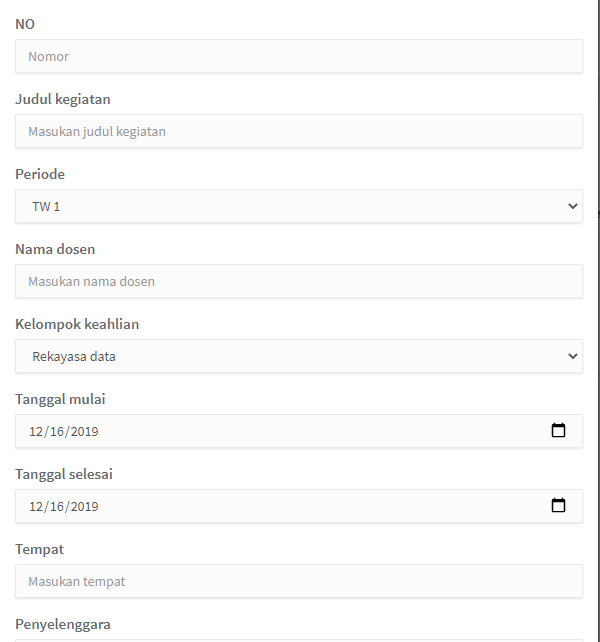 NO
Nomor
Judul kegiatan
Masukan judul kegiatan
Periode
TW 1
Nama dosen
Masukan nama dosen
Kelompok keahlian
Rekayasa data
Tanggal mulai
12/16/2019
Tanggal selesai
12/16/2019
Tempat
Masukan tempat
Penyelenggara